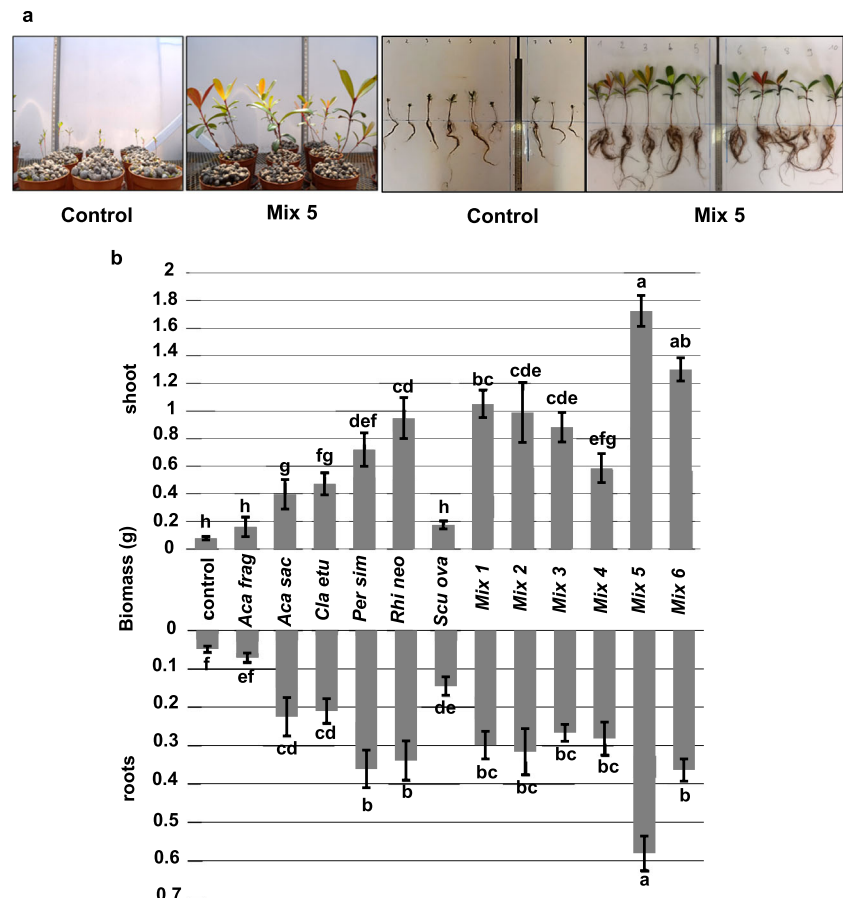 a
Control
Mix 5
Control
Mix 5
b
2
1.8
1.6
1.4
1.2
1
0.8
0.6
0.4
0.2
0
shoot
Biomass (g)
roots
h
h
g
fg
def
cd
h
bc
cde
cde
efg
a
ab
control
Aca frag
Aca sac
Cla etu
Per sim
Rhi neo
Scu ova
Mix 1
Mix 2
Mix 3
Mix 4
Mix 5
Mix 6
0
0.1
0.2
0.3
0.4
0.5
0.6
0.7
f
ef
cd
cd
b
b
de
bc
bc
bc
bc
a
b